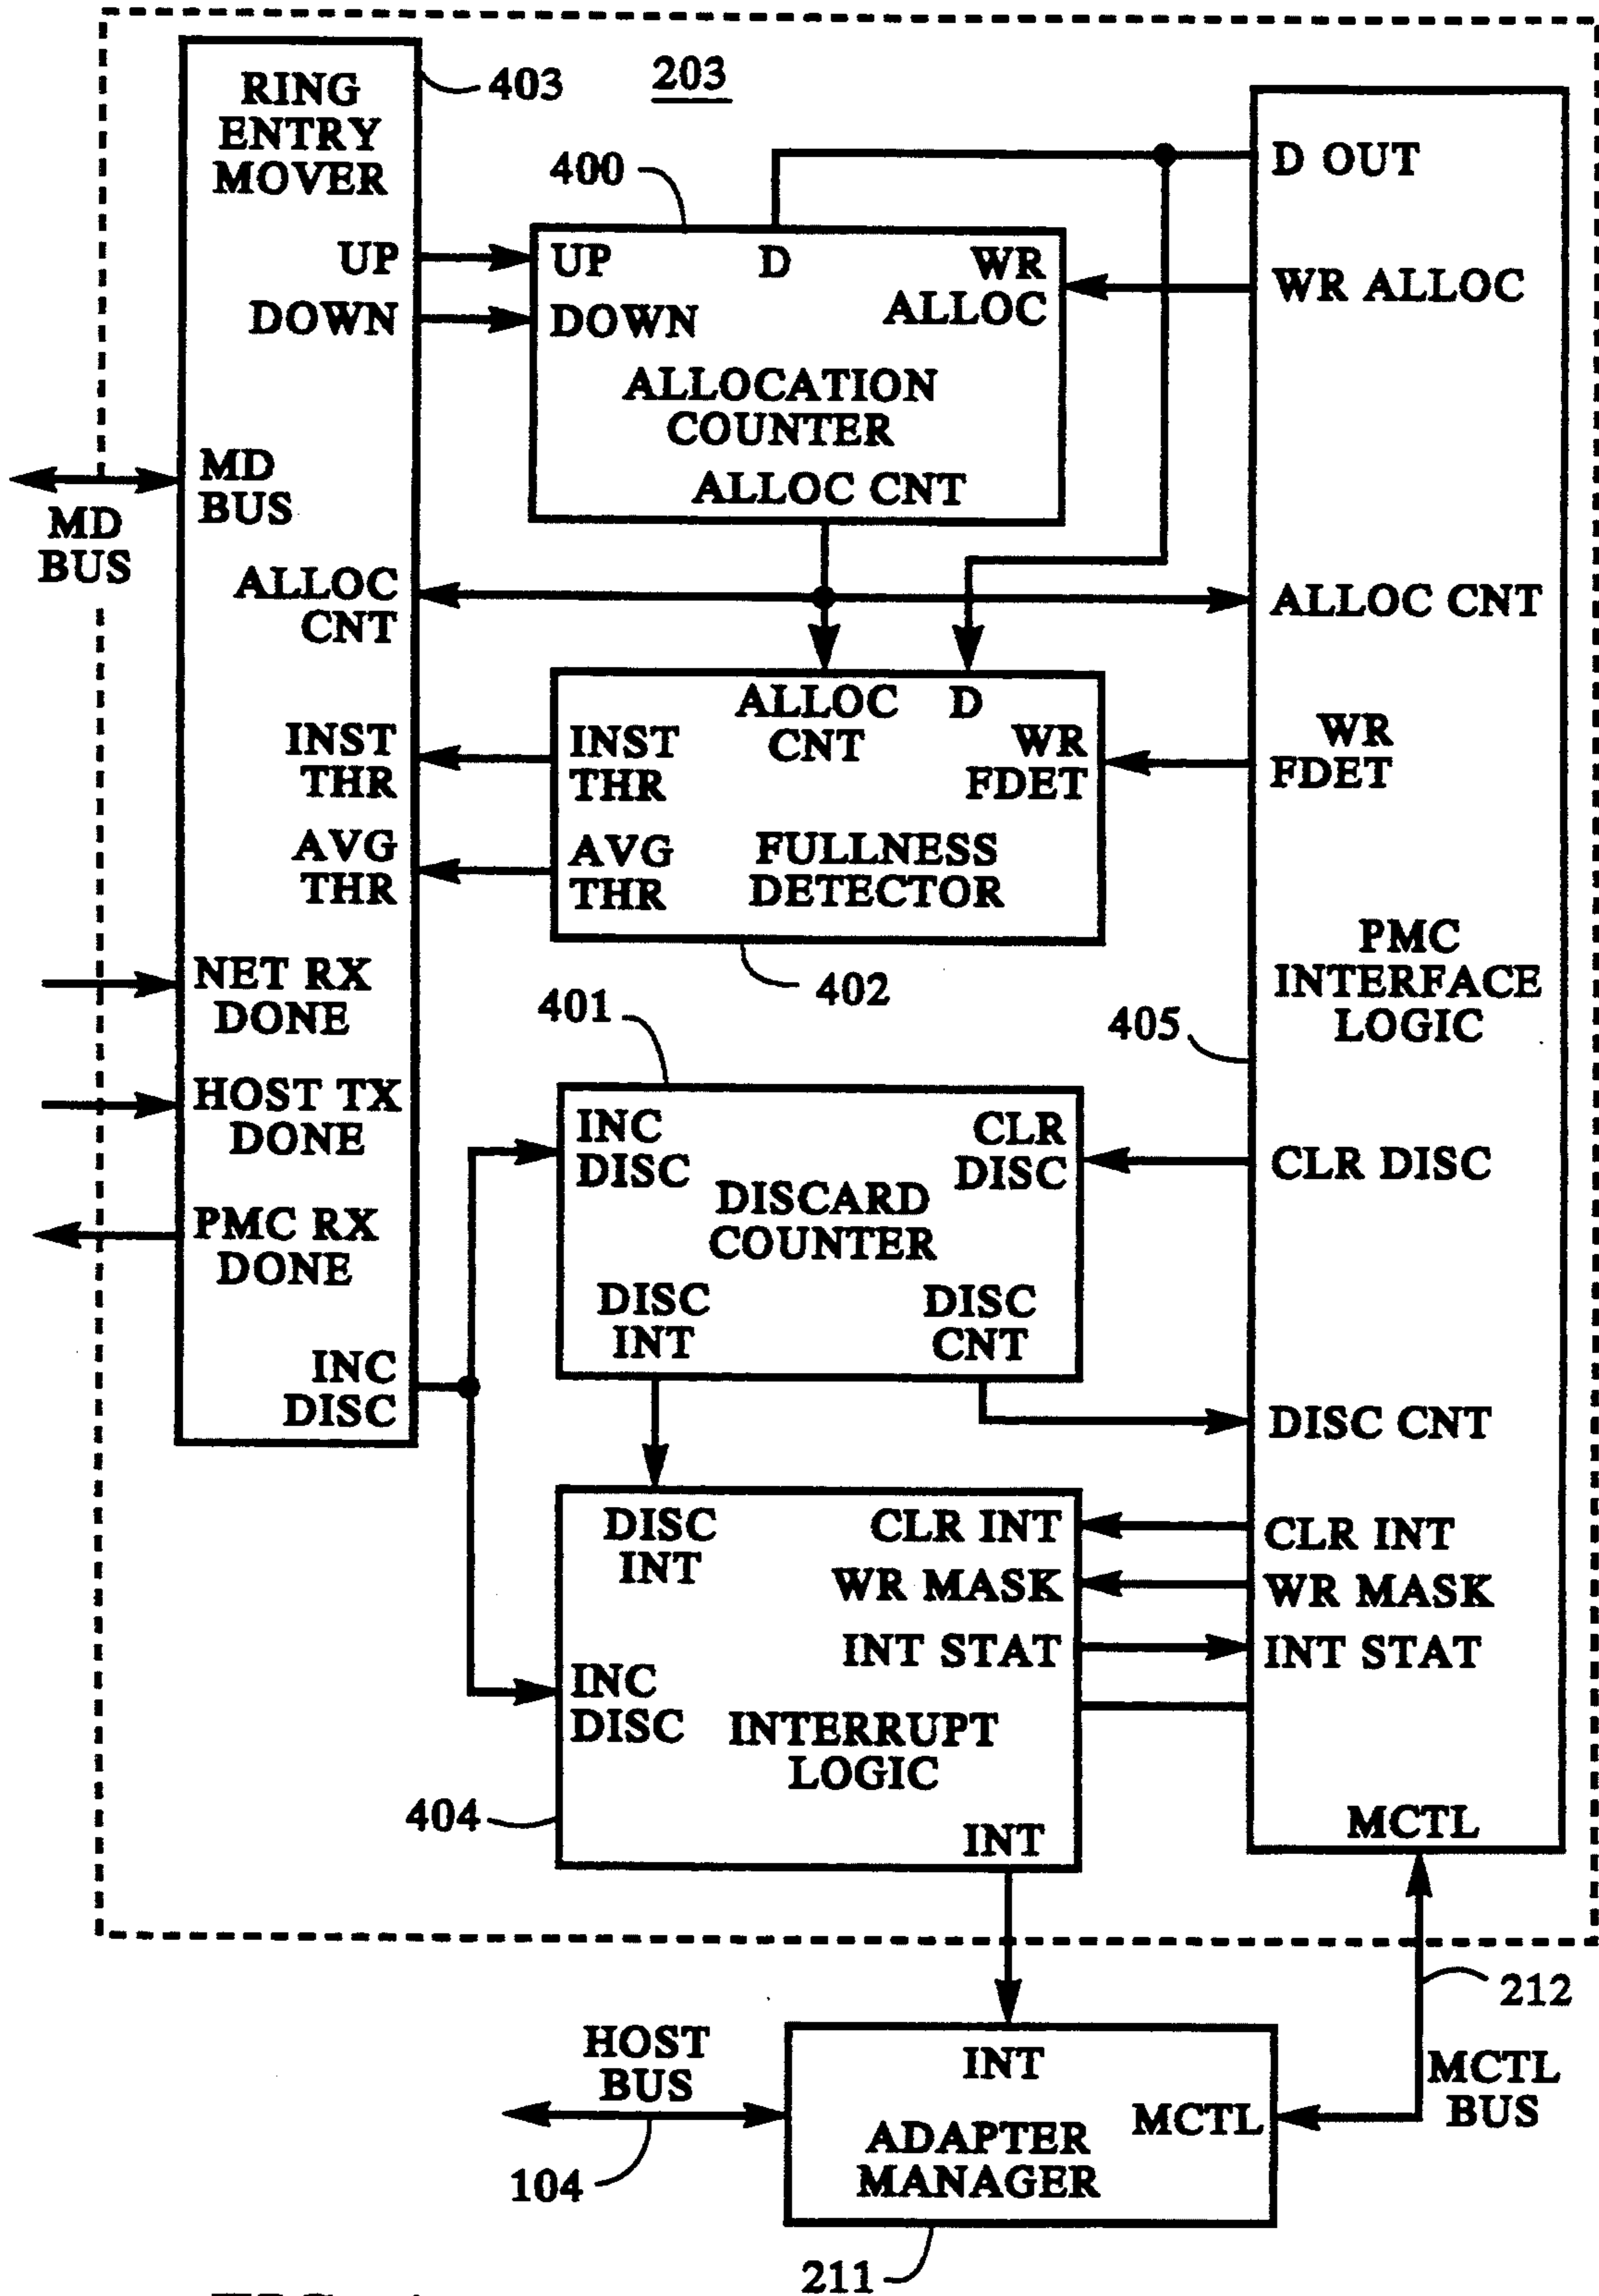 203
RING
ENTRY
MOVER
403
UP
DOWN
MD
BUS
MD
BUS
ALLOC
CNT
INST
THR
AVG
THR
NET RX
DONE
HOST TX
DONE
PMC RX
DONE
INC
DISC
400
UP
D
WR
ALLOC
DOWN
ALLOCATION
COUNTER
ALLOC CNT
ALLOC
CNT
D
INST
THR
WR
FDET
AVG
THR
FULLNESS
DETECTOR
402
401
INC
DISC
CLR
DISC
DISCARD
COUNTER
DISC
INT
DISC
CNT
DISC
INT
CLR INT
WR MASK
INT STAT
INC
DISC
INTERRUPT
LOGIC
404
INT
D OUT
WR ALLOC
ALLOC CNT
WR
FDET
PMC
INTERFACE
LOGIC
405
CLR DISC
DISC CNT
CLR INT
WR MASK
INT STAT
MCTL
212
MCTL
BUS
HOST
BUS
104
INT
MCTL
ADAPTER
MANAGER
211